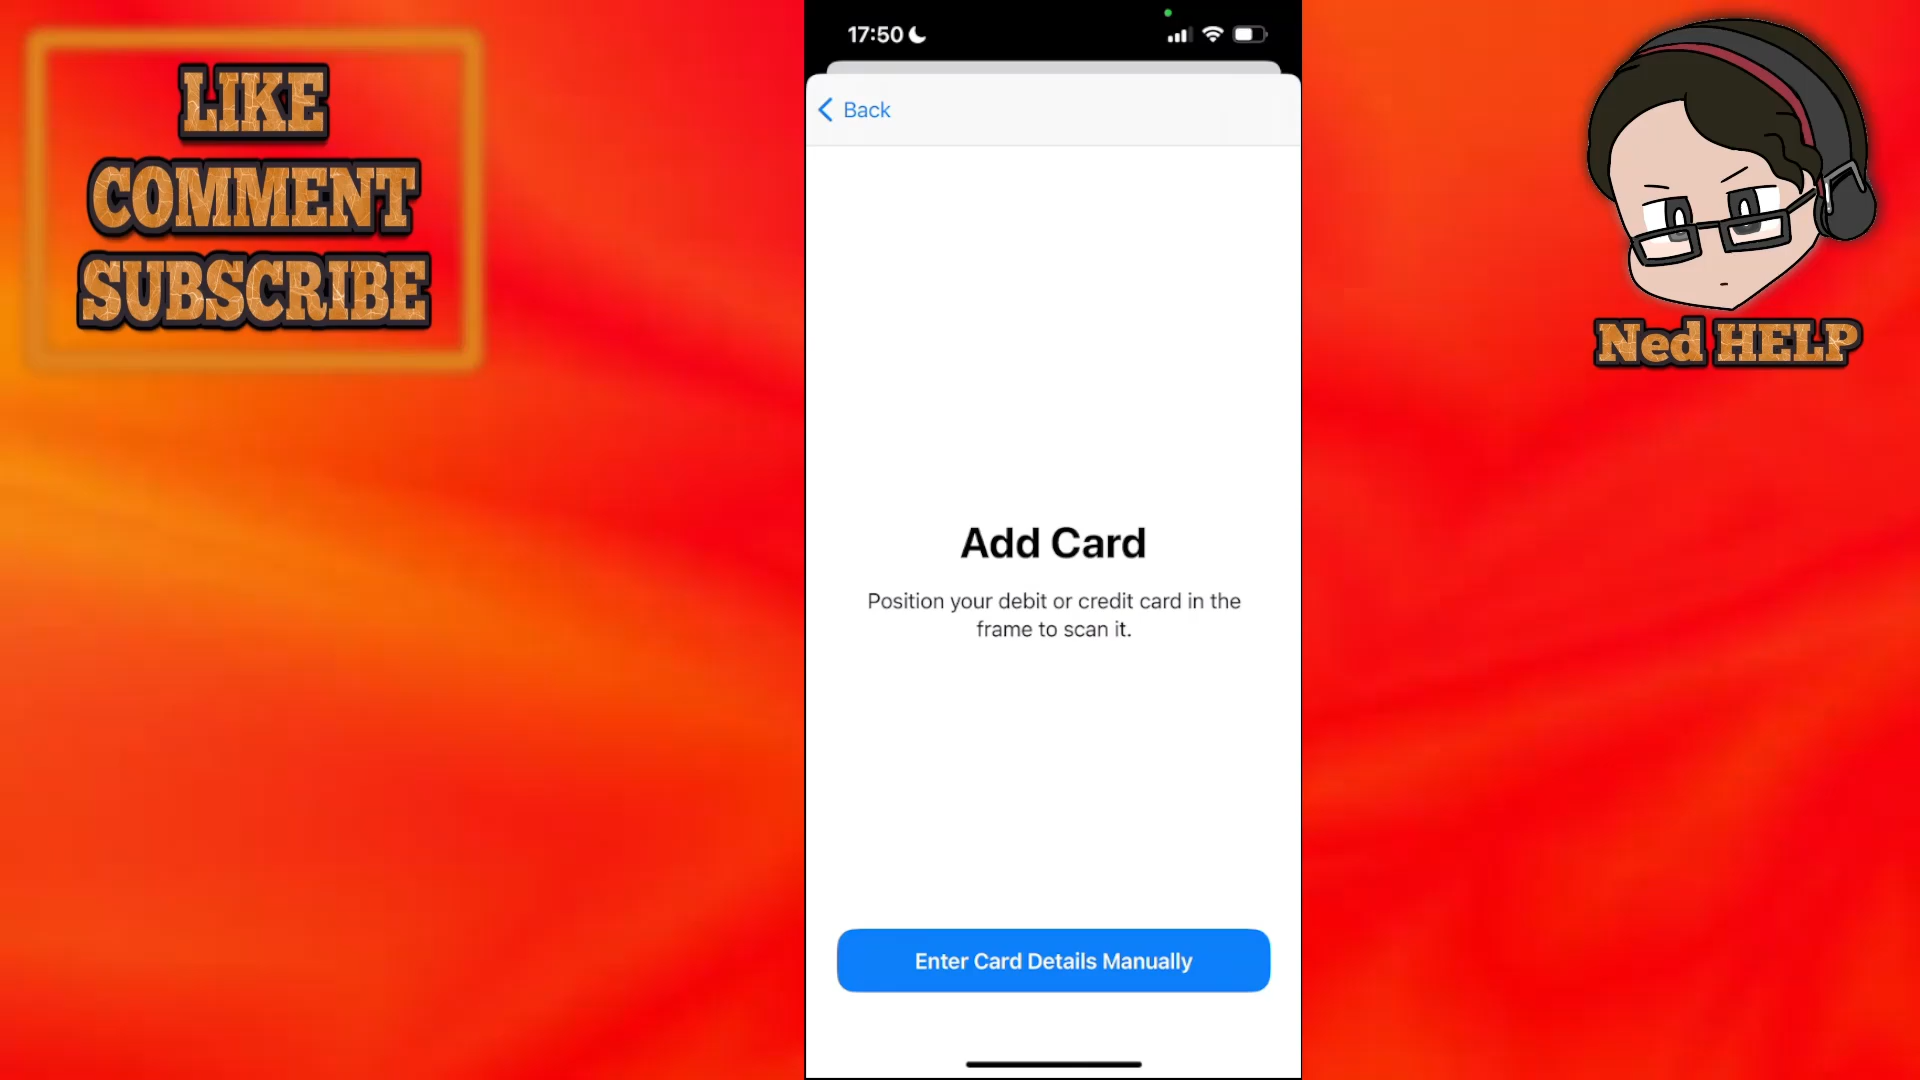 LIKE
COMMENT
SUBSCRIBE
17:50
Back
Add Card
Position your debit or credit card in the
frame to scan it.
Enter Card Details Manually
Ned HELP